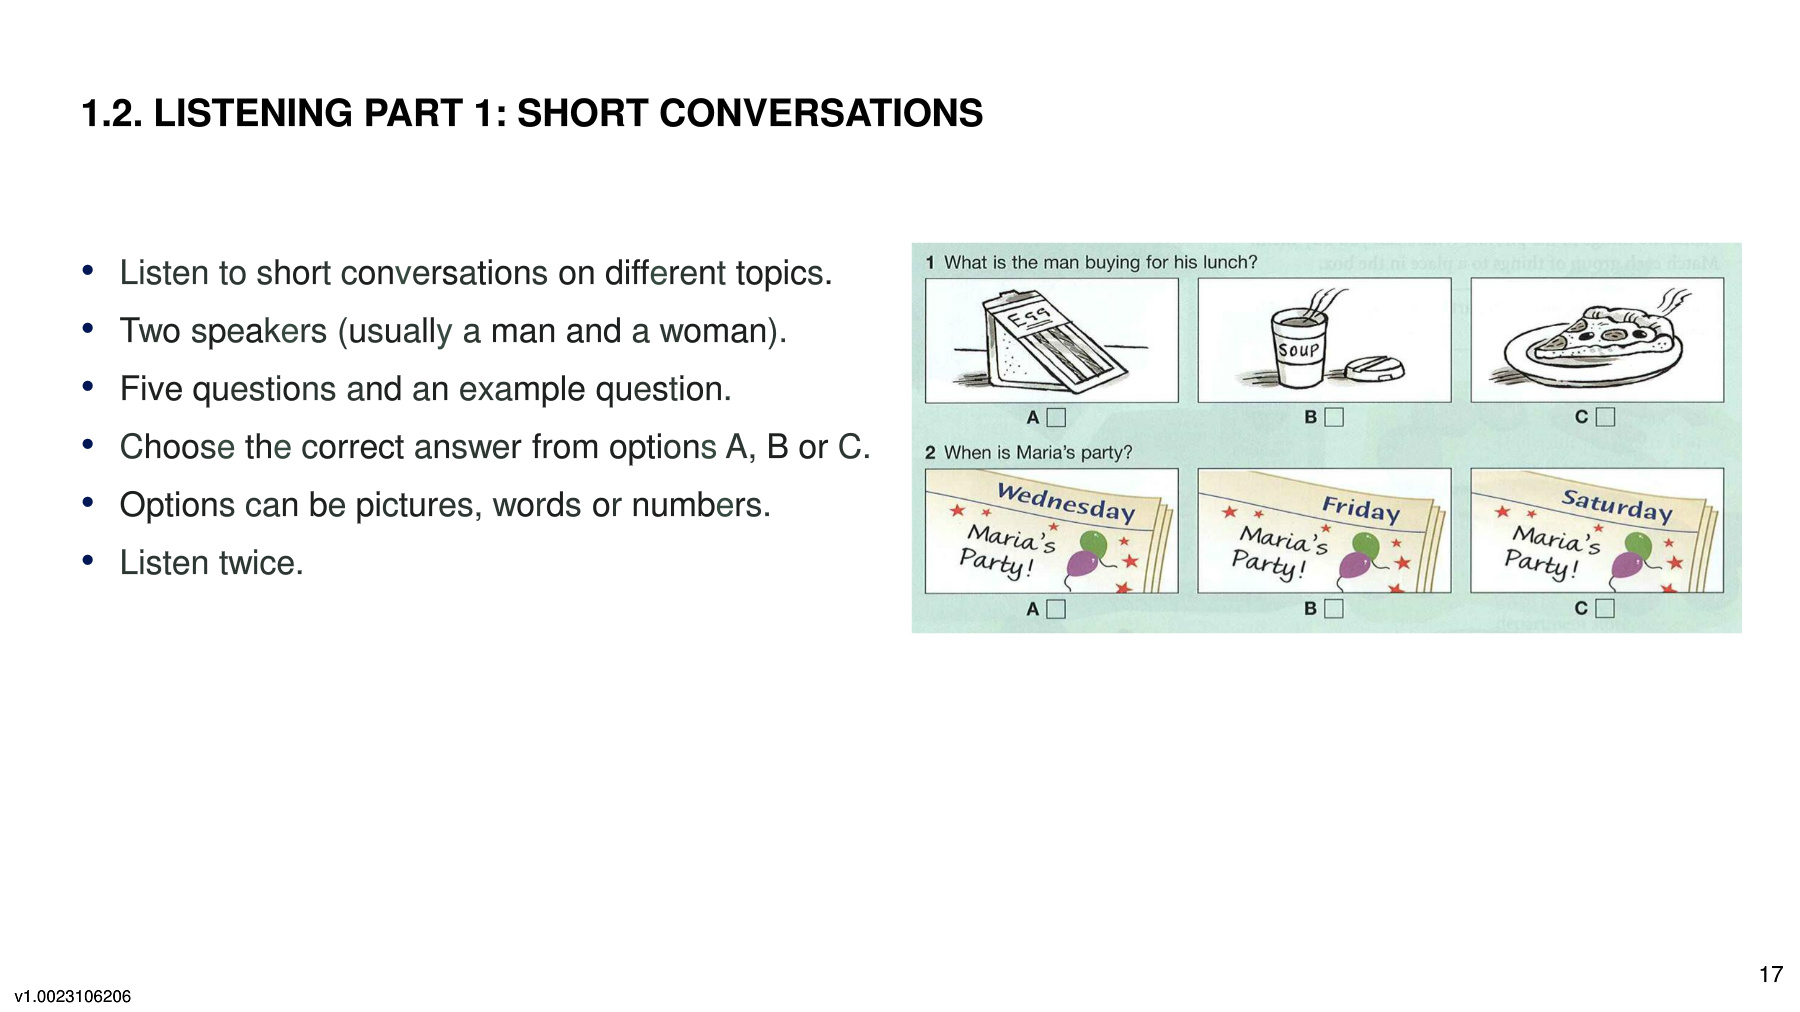 1.2. LISTENING PART 1: SHORT CONVERSATIONS
• Listen to short conversations on different topics.
• Two speakers (usually a man and a woman).
• Five questions and an example question.
• Choose the correct answer from options A, B or C.
• Options can be pictures, words or numbers.
• Listen twice.
1 What is the man buying for his lunch?
Egg
SOUP
A B C
2 When is Maria's party?
Wednesday
Maria's
Party!
Friday
Maria's
Party!
Saturday
Maria's
Party!
A B C
17
v1.0023106206